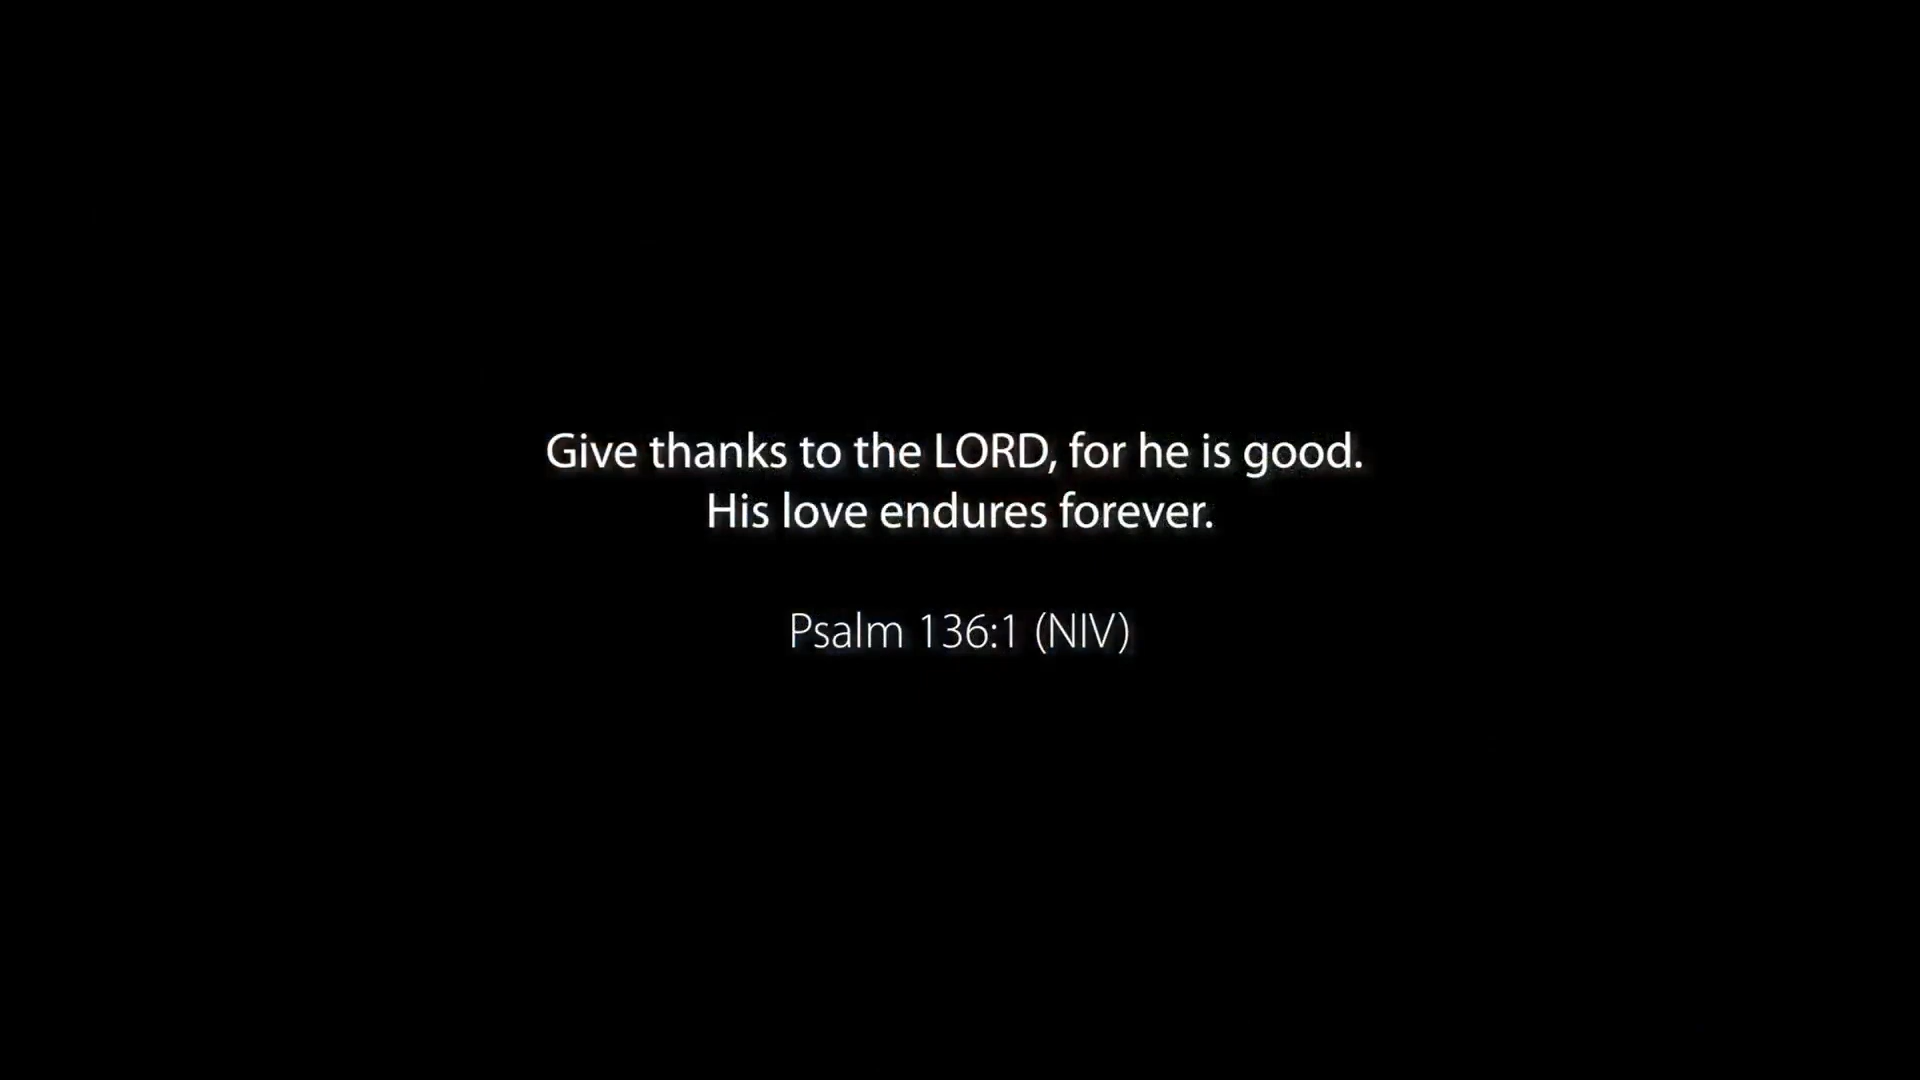 Give thanks to the LORD, for he is good.
His love endures forever.
Psalm 136:1 (NIV)